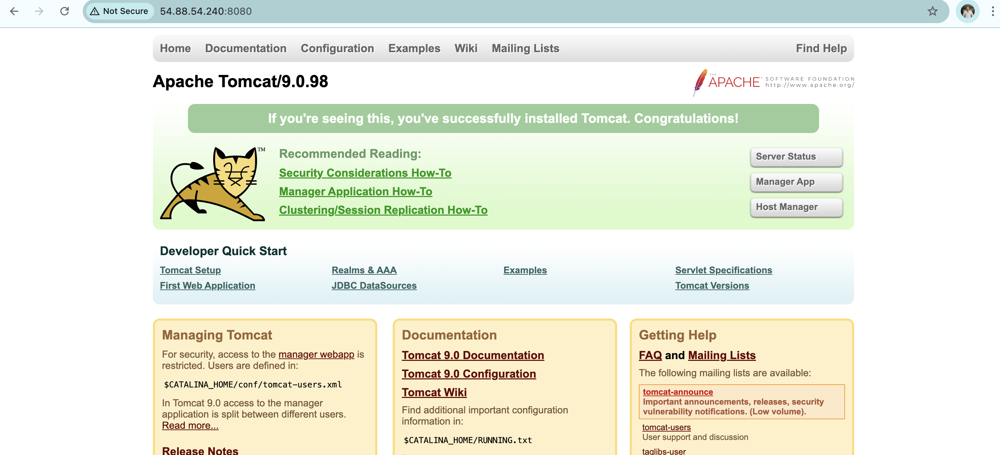 Not Secure 54.88.54.240:8080
Home Documentation Configuration Examples Wiki Mailing Lists Find Help
Apache Tomcat/9.0.98
THE APACHE SOFTWARE FOUNDATION
http://www.apache.org/
If you're seeing this, you've successfully installed Tomcat. Congratulations!
TM
Recommended Reading:
Security Considerations How-To
Manager Application How-To
Clustering/Session Replication How-To
Server Status
Manager App
Host Manager
Developer Quick Start
Tomcat Setup
First Web Application
Realms & AAA
JDBC DataSources
Examples
Servlet Specifications
Tomcat Versions
Managing Tomcat
For security, access to the manager webapp is
restricted. Users are defined in:
$CATALINA_HOME/conf/tomcat-users.xml
In Tomcat 9.0 access to the manager
application is split between different users.
Read more...
Release Notes
Documentation
Tomcat 9.0 Documentation
Tomcat 9.0 Configuration
Tomcat Wiki
Find additional important configuration
information in:
$CATALINA_HOME/RUNNING.txt
Getting Help
FAQ and Mailing Lists
The following mailing lists are available:
tomcat-announce
Important announcements, releases, security
vulnerability notifications. (Low volume).
tomcat-users
User support and discussion
taglibs-user